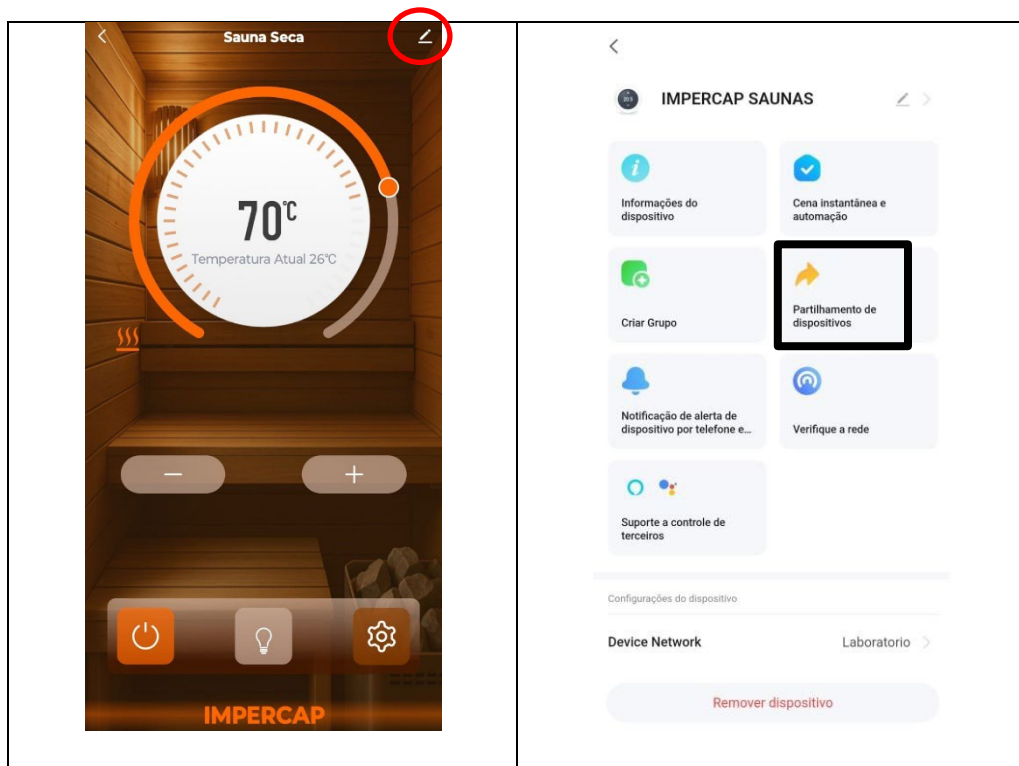 Sauna Seca
70°C
Temperatura Atual 26°C
IMPERCAP
IMPERCAP SAUNAS
Informações do
dispositivo
Cena instantânea e
automação
Criar Grupo
Partilhamento de
dispositivos
Notificação de alerta de
dispositivo por telefone e...
Verifique a rede
Suporte a controle de
terceiros
Configurações do dispositivo
Device Network Laboratorio
Remover dispositivo